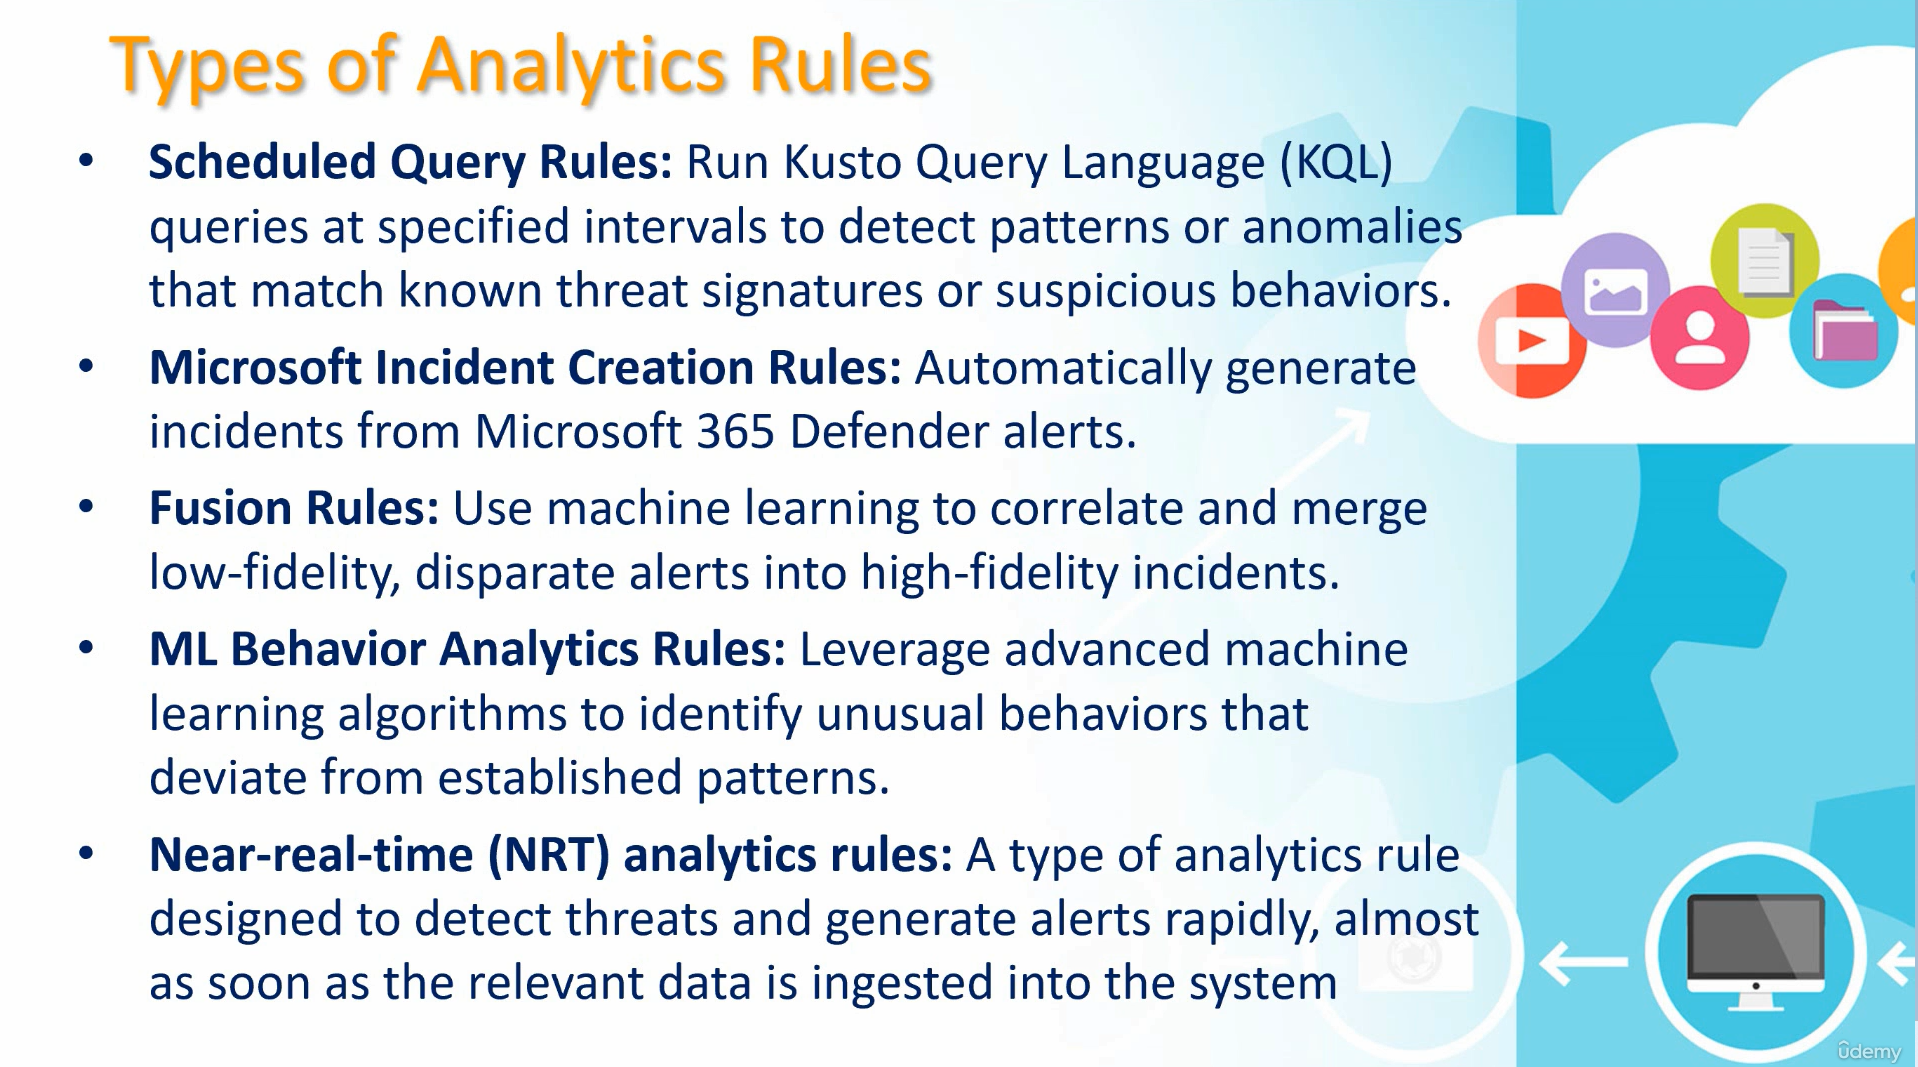 Types of Analytics Rules
• Scheduled Query Rules: Run Kusto Query Language (KQL)
queries at specified intervals to detect patterns or anomalies
that match known threat signatures or suspicious behaviors.
• Microsoft Incident Creation Rules: Automatically generate
incidents from Microsoft 365 Defender alerts.
• Fusion Rules: Use machine learning to correlate and merge
low-fidelity, disparate alerts into high-fidelity incidents.
• ML Behavior Analytics Rules: Leverage advanced machine
learning algorithms to identify unusual behaviors that
deviate from established patterns.
• Near-real-time (NRT) analytics rules: A type of analytics rule
designed to detect threats and generate alerts rapidly, almost
as soon as the relevant data is ingested into the system
ûdemy